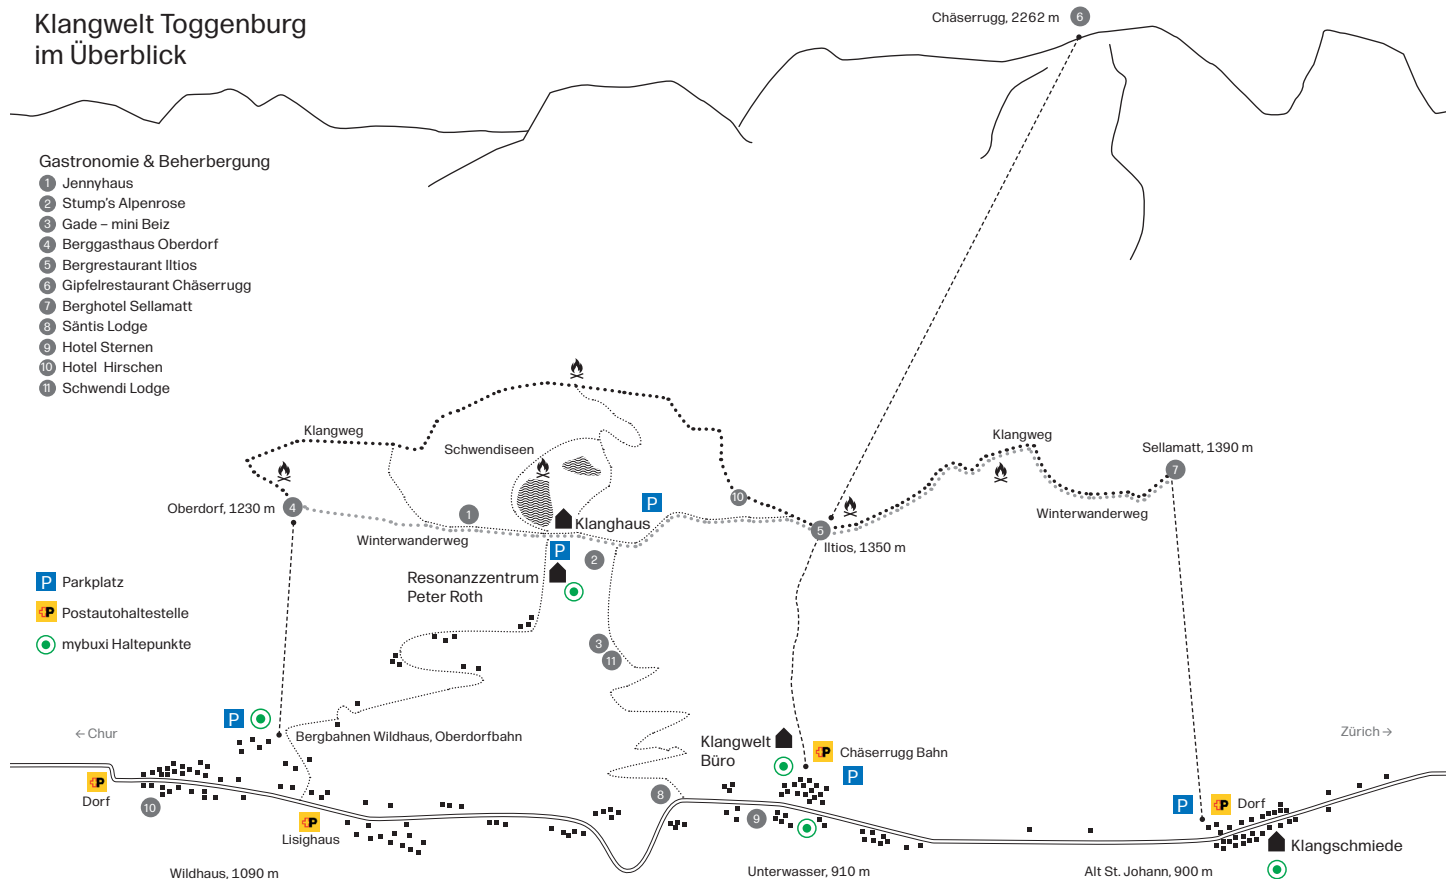 Klangwelt Toggenburg
im Überblick
Chäserrugg, 2262 m
6
Gastronomie & Beherbergung
1 Jennyhaus
2 Stump's Alpenrose
3 Gade – mini Beiz
4 Berggasthaus Oberdorf
5 Bergrestaurant Iltios
6 Gipfelrestaurant Chäserrugg
7 Berghotel Sellamatt
8 Säntis Lodge
9 Hotel Sternen
10 Hotel Hirschen
11 Schwendi Lodge
Klangweg
Schwendiseen
Klangweg
Sellamatt, 1390 m
7
Oberdorf, 1230 m
4
1
P
10
Klanghaus
Winterwanderweg
Winterwanderweg
5
Iltios, 1350 m
P
2
Resonanzzentrum
Peter Roth
P Parkplatz
P Postautohaltestelle
mybuxi Haltepunkte
3
11
P
← Chur
Bergbahnen Wildhaus, Oberdorfbahn
Klangwelt
Büro
P
Chäserrugg Bahn
P
Zürich →
P
Dorf
10
P
Lisighaus
8
9
P
P
Dorf
Klangschmiede
Wildhaus, 1090 m
Unterwasser, 910 m
Alt St. Johann, 900 m